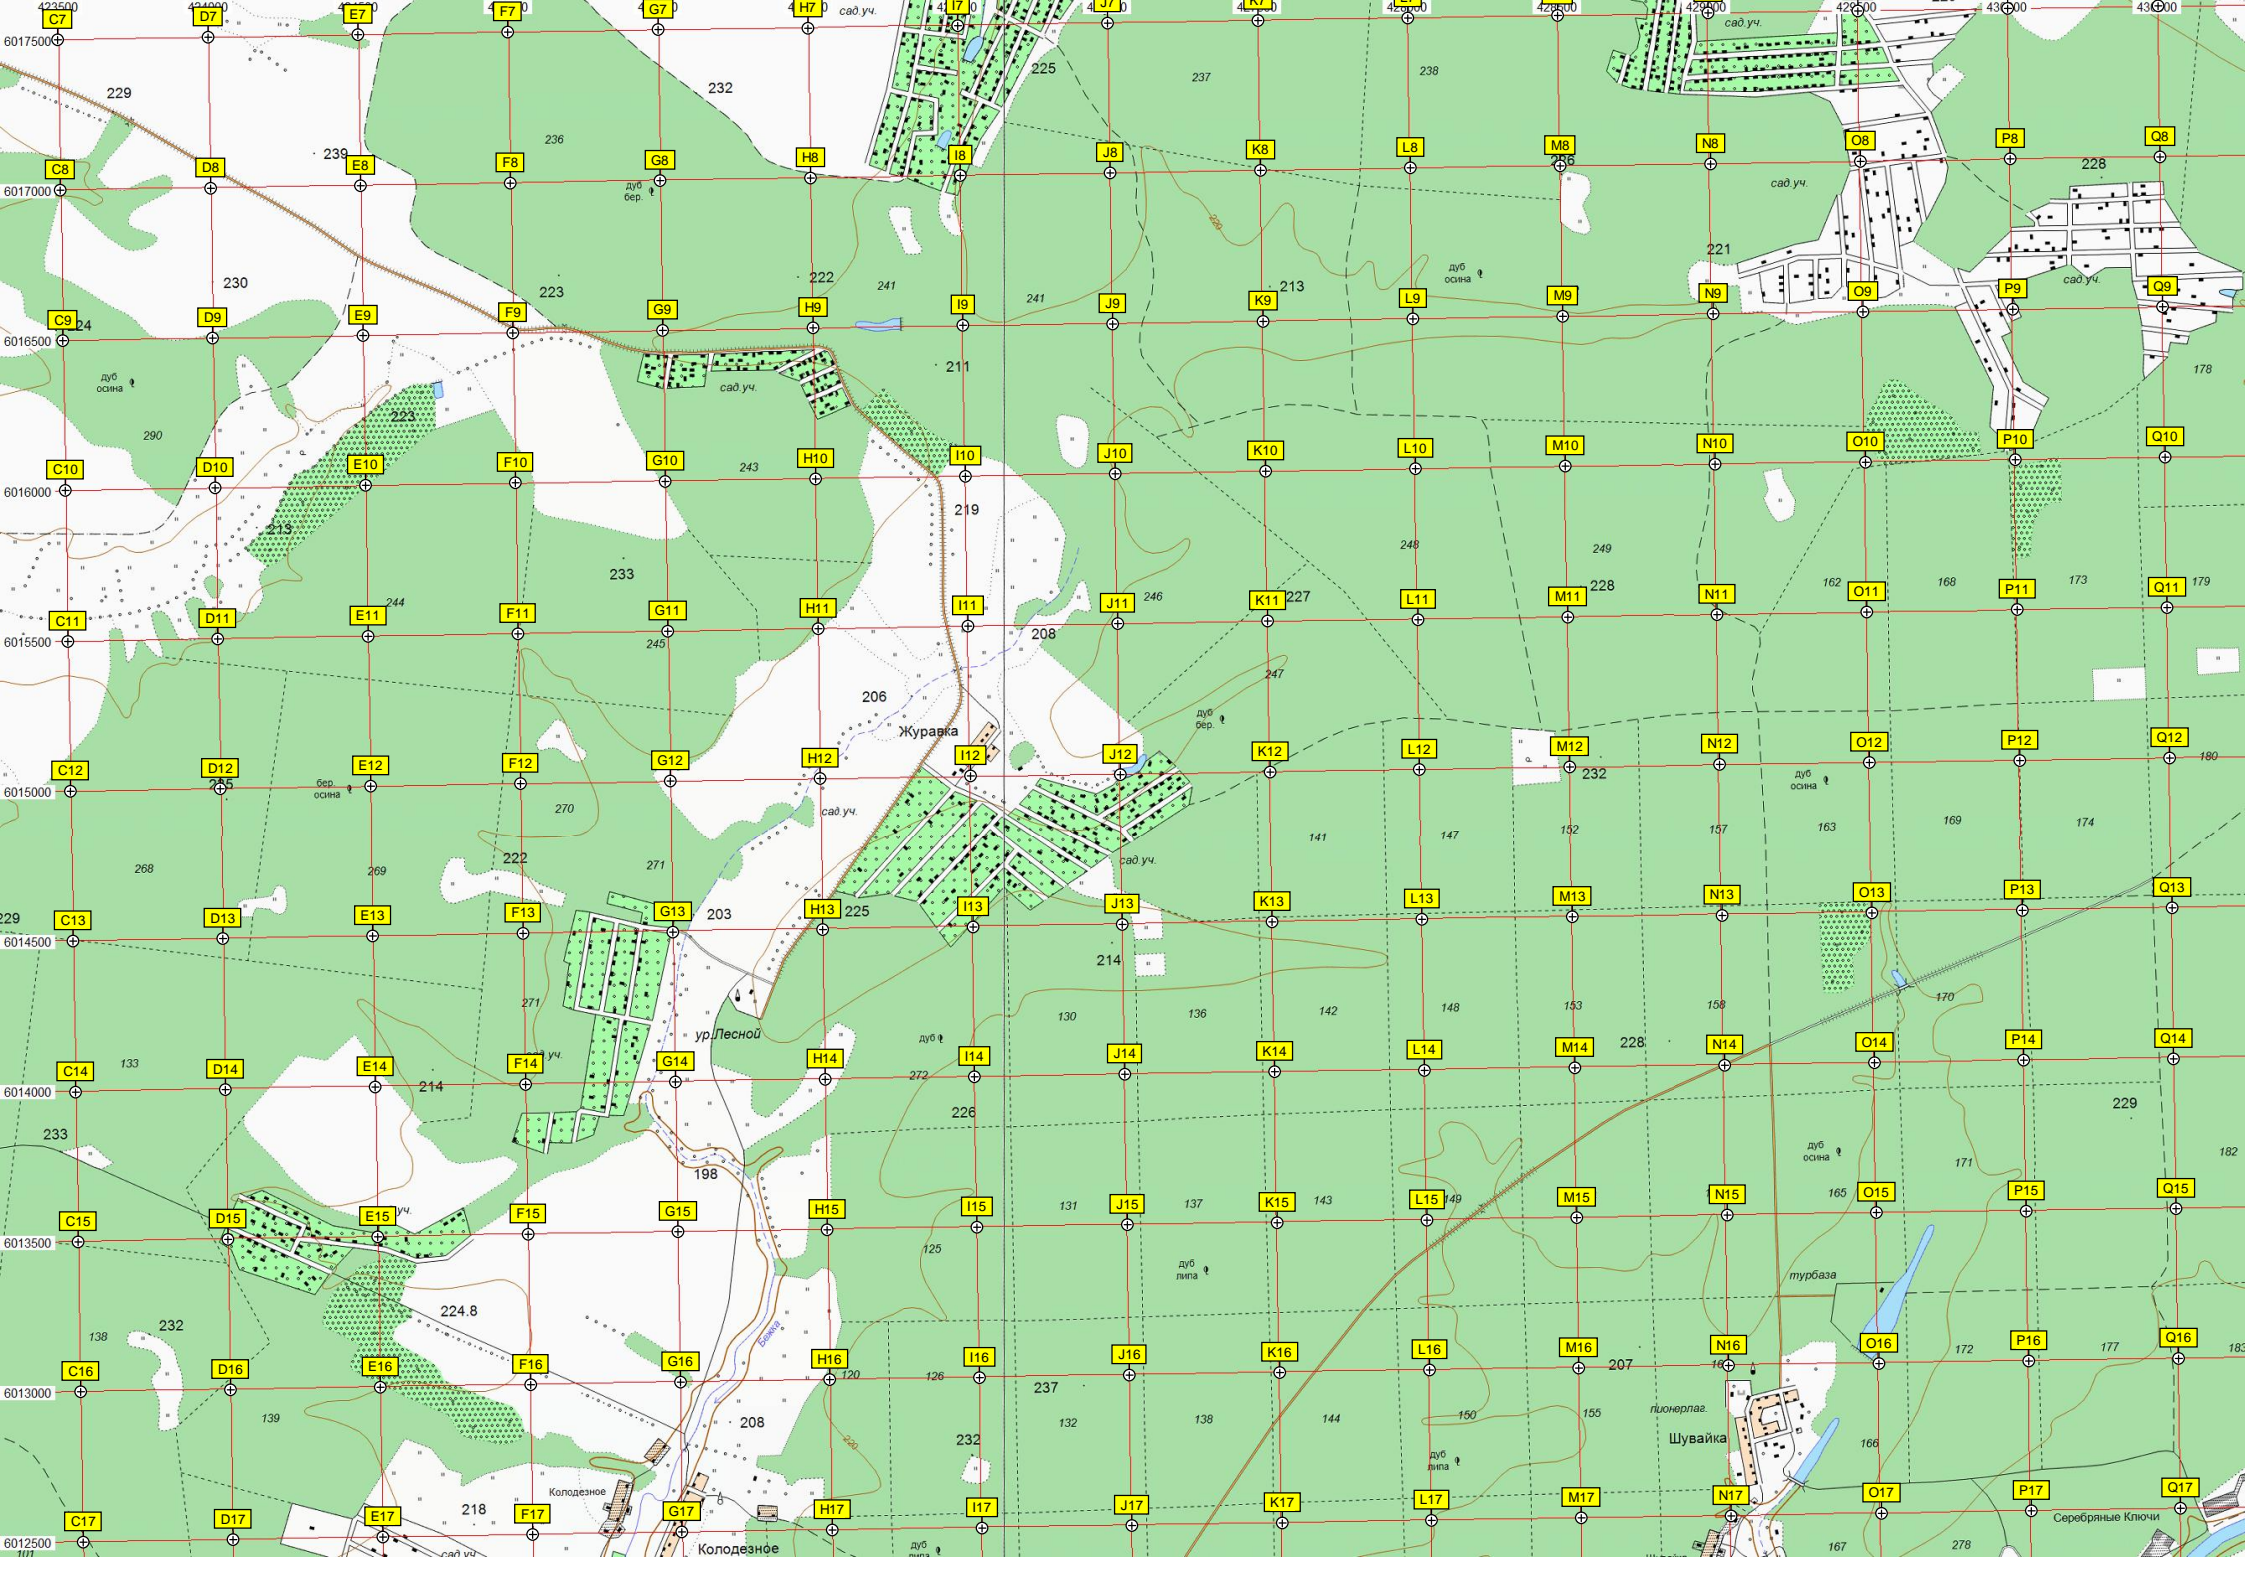 423500
C7
D7
E7
F7
G7
H7
сад.уч.
I7
сад.уч.
6017500
229
232
225
237
238
239
236
C8
D8
E8
F8
G8
H8
I8
J8
K8
L8
M8
N8
O8
P8
Q8
6017000
дуб
бер.
сад.уч.
228
220
221
230
223
222
241
241
213
дуб
осина
сад.уч.
C9
D9
E9
F9
G9
H9
I9
J9
K9
L9
M9
N9
O9
P9
Q9
6016500
211
178
дуб
осина
сад.уч.
223
290
C10
D10
E10
F10
G10
243
H10
I10
J10
K10
L10
M10
N10
O10
P10
Q10
6016000
219
213
248
249
233
162
168
173
179
244
246
227
228
C11
D11
E11
F11
G11
H11
I11
J11
K11
L11
M11
N11
O11
P11
Q11
6015500
245
208
247
206
дуб
бер.
Журавка
C12
D12
E12
F12
G12
H12
I12
J12
K12
L12
M12
N12
O12
P12
Q12
180
6015000
бер.
осина
232
дуб
осина
270
сад.уч.
141
147
152
157
163
169
174
268
269
222
271
сад.уч.
229
C13
D13
E13
F13
G13
203
H13
225
I13
J13
K13
L13
M13
N13
O13
P13
Q13
6014500
214
271
130
136
142
148
153
158
170
ур.Лесной
дуб
228
133
C14
D14
E14
F14
G14
H14
I14
J14
K14
L14
M14
N14
O14
P14
Q14
6014000
214
272
226
229
233
198
дуб
осина
171
182
131
137
143
149
165
C15
D15
E15
F15
G15
H15
I15
J15
K15
L15
M15
N15
O15
P15
Q15
6013500
125
дуб
липа
турбаза
224.8
232
138
Бежка
C16
D16
E16
F16
G16
H16
I16
J16
K16
L16
M16
N16
O16
P16
Q16
6013000
120
126
237
207
172
177
183
139
208
132
138
144
150
155
пионерлаг.
220
232
Шувайка
166
дуб
липа
Колодезное
218
C17
D17
E17
F17
G17
H17
I17
J17
K17
L17
M17
N17
O17
P17
Q17
6012500
Серебряные Ключи
Колодезное
дуб
167
278